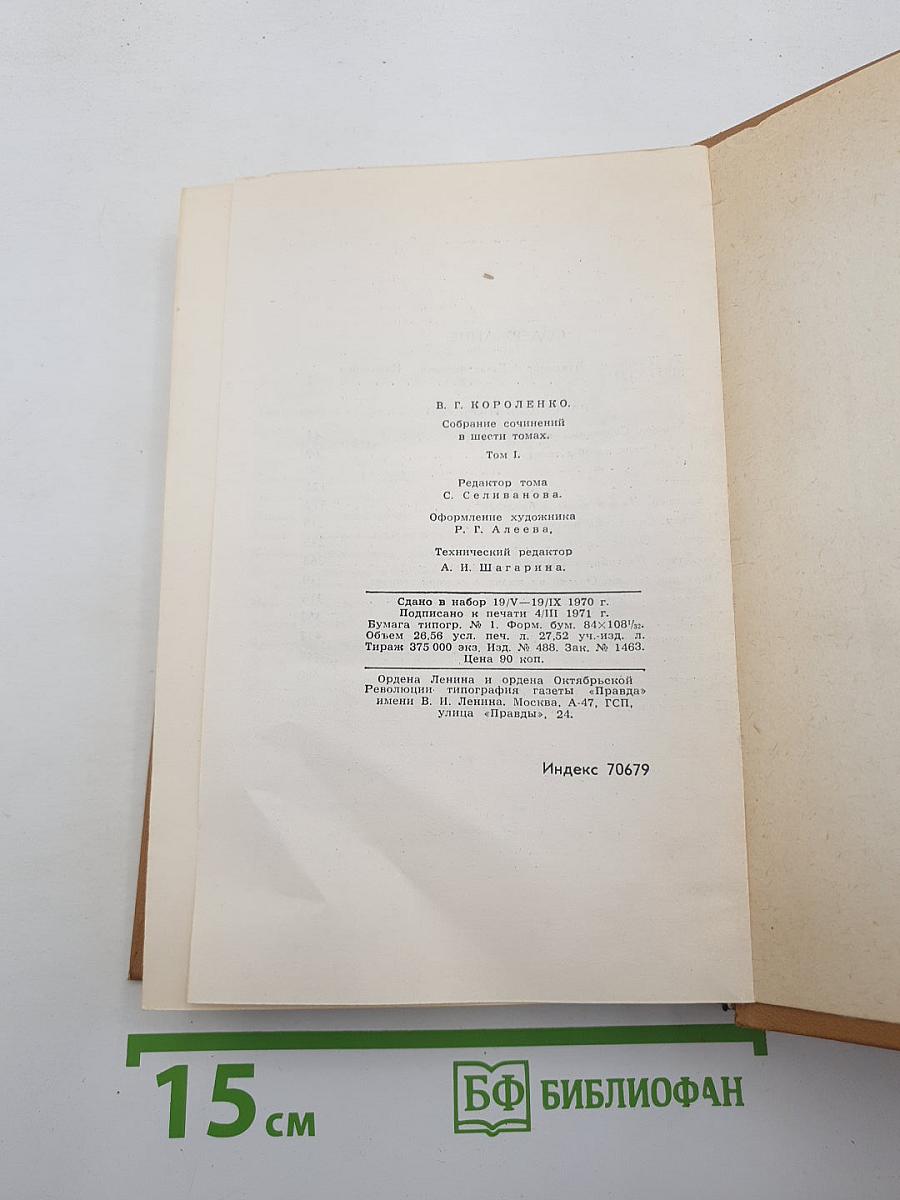 В. Г. КОРОЛЕНКО.
Собрание сочинений
в шести томах.
Том I.
Редактор тома
С. Селиванова.
Оформление художника
Р. Г. Алеева,
Технический редактор
А. И. Шагарина.
Сдано в набор 19/V—19/IX 1970 г.
Подписано к печати 4/III 1971 г.
Бумага типогр. № 1. Форм. бум. 84×108¹/₃₂.
Объем 26,56 усл. печ. л. 27,52 уч.-изд. л.
Тираж 375 000 экз. Изд. № 488. Зак. № 1463.
Цена 90 коп.
Ордена Ленина и ордена Октябрьской
Революции типография газеты «Правда»
имени В. И. Ленина. Москва, А-47, ГСП,
улица «Правды», 24.
Индекс 70679
15 см
БФ БИБЛИОФАН